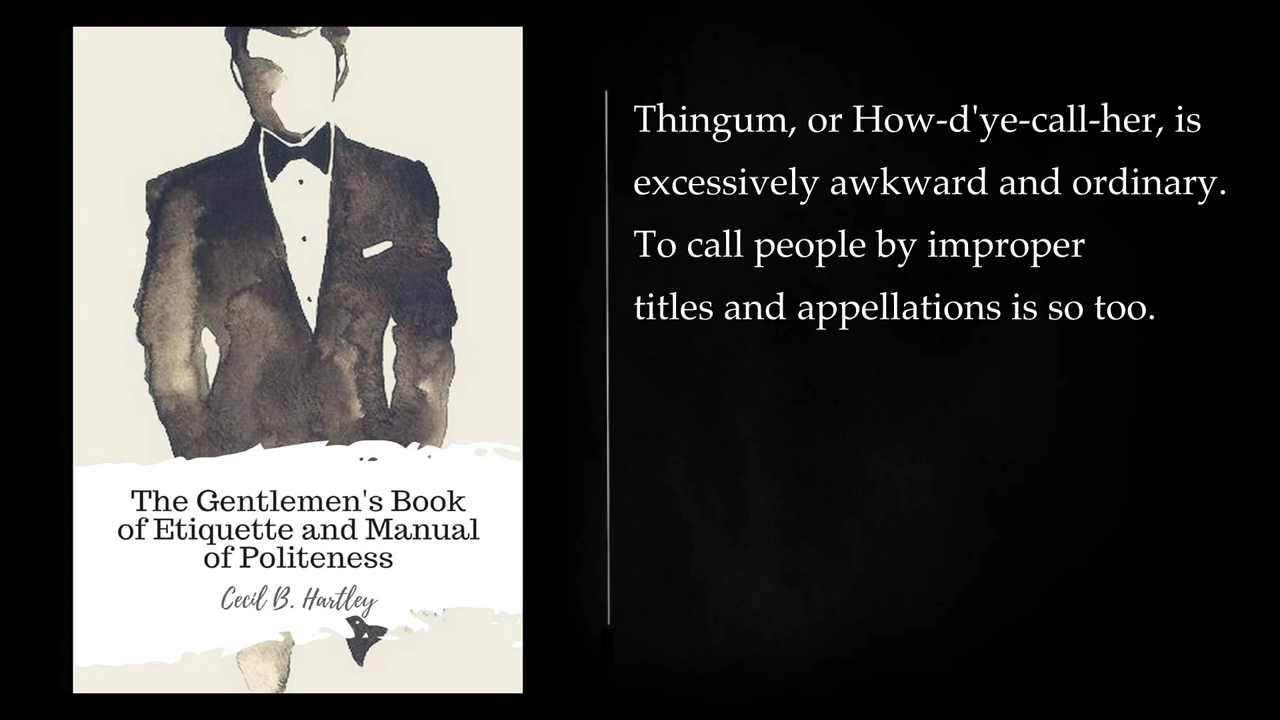 The Gentlemen's Book
of Etiquette and Manual
of Politeness
Cecil B. Hartley
Thingum, or How-d'ye-call-her, is
excessively awkward and ordinary.
To call people by improper
titles and appellations is so too.